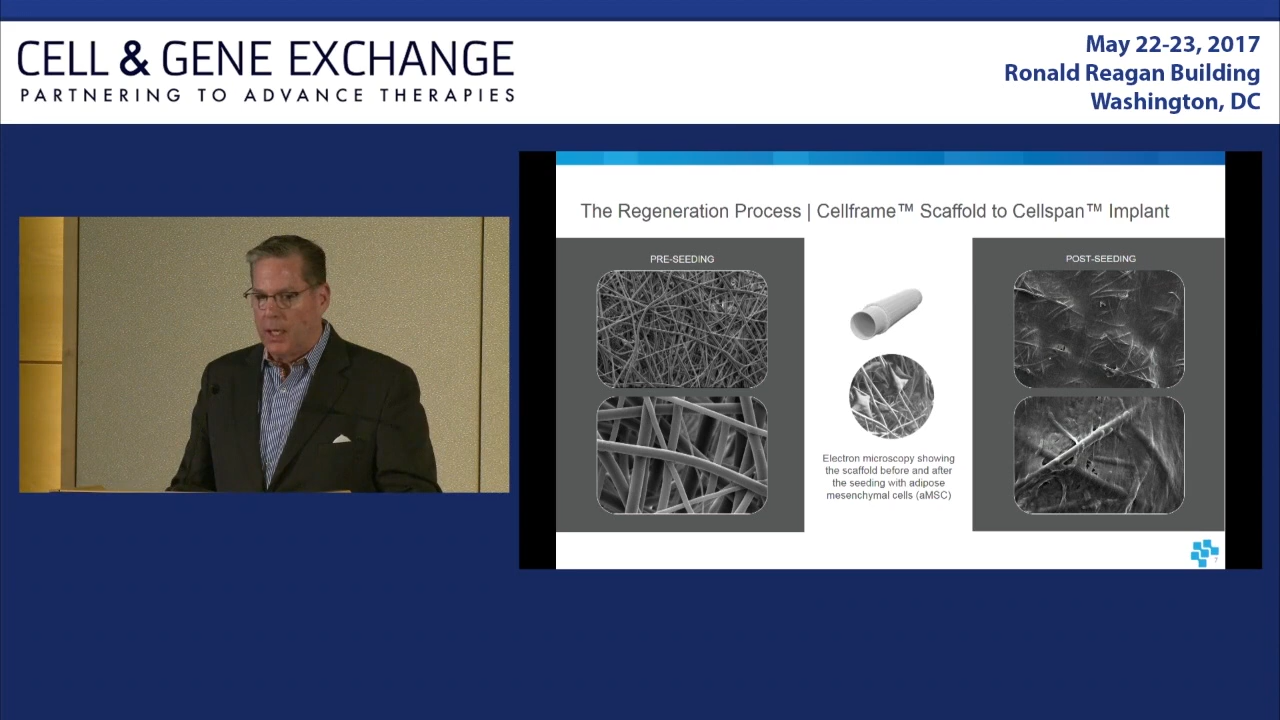 CELL & GENE EXCHANGE
PARTNERING TO ADVANCE THERAPIES
May 22-23, 2017
Ronald Reagan Building
Washington, DC
The Regeneration Process | Cellframe™ Scaffold to Cellspan™ Implant
PRE-SEEDING
POST-SEEDING
Electron microscopy showing
the scaffold before and after
the seeding with adipose
mesenchymal cells (aMSC)
7